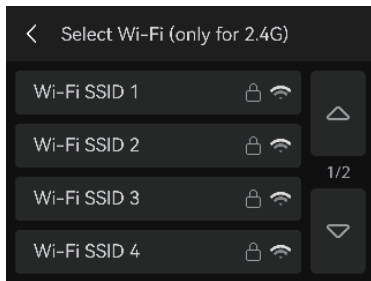 Select Wi-Fi (only for 2.4G)
Wi-Fi SSID 1
Wi-Fi SSID 2
1/2
Wi-Fi SSID 3
Wi-Fi SSID 4